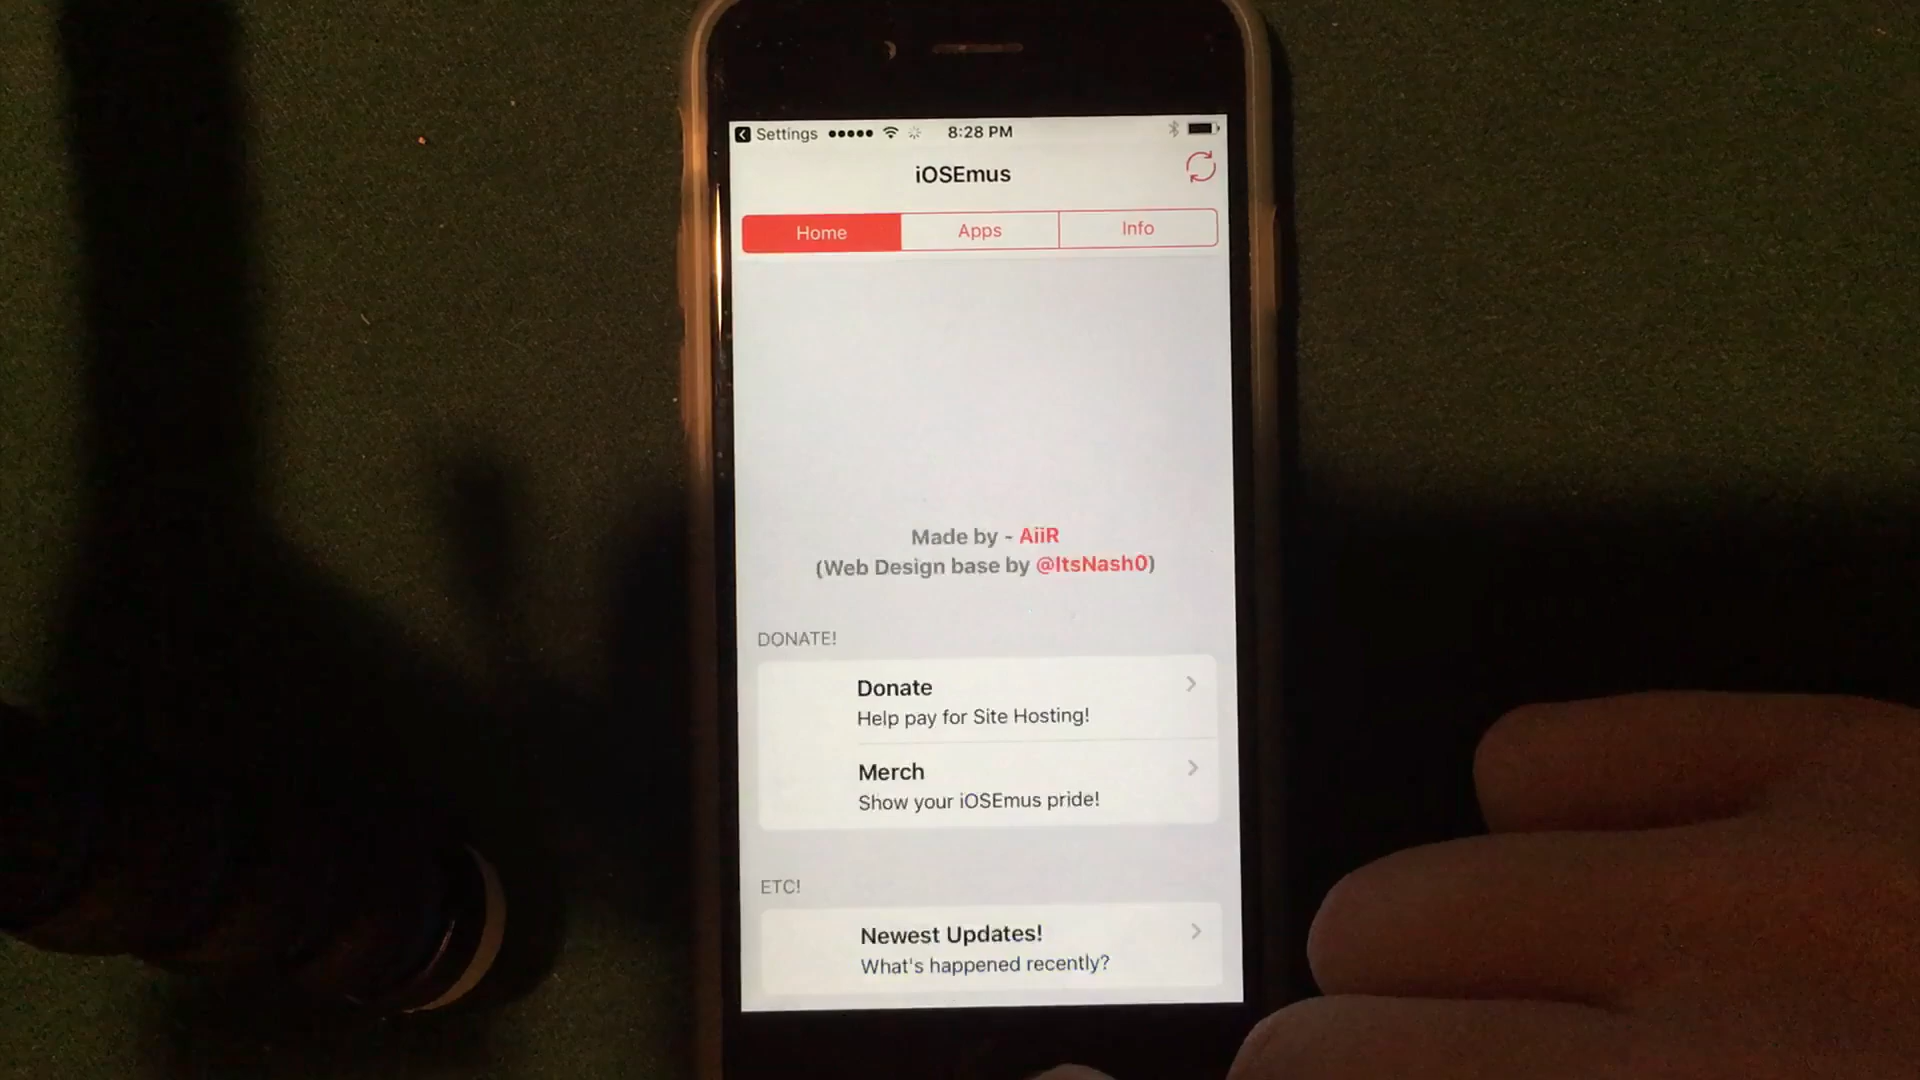 Settings 8:28 PM
iOSEmus
Home Apps Info
Made by - AiiR
(Web Design base by @ItsNash0)
DONATE!
Donate
Help pay for Site Hosting!
Merch
Show your iOSEmus pride!
ETC!
Newest Updates!
What's happened recently?